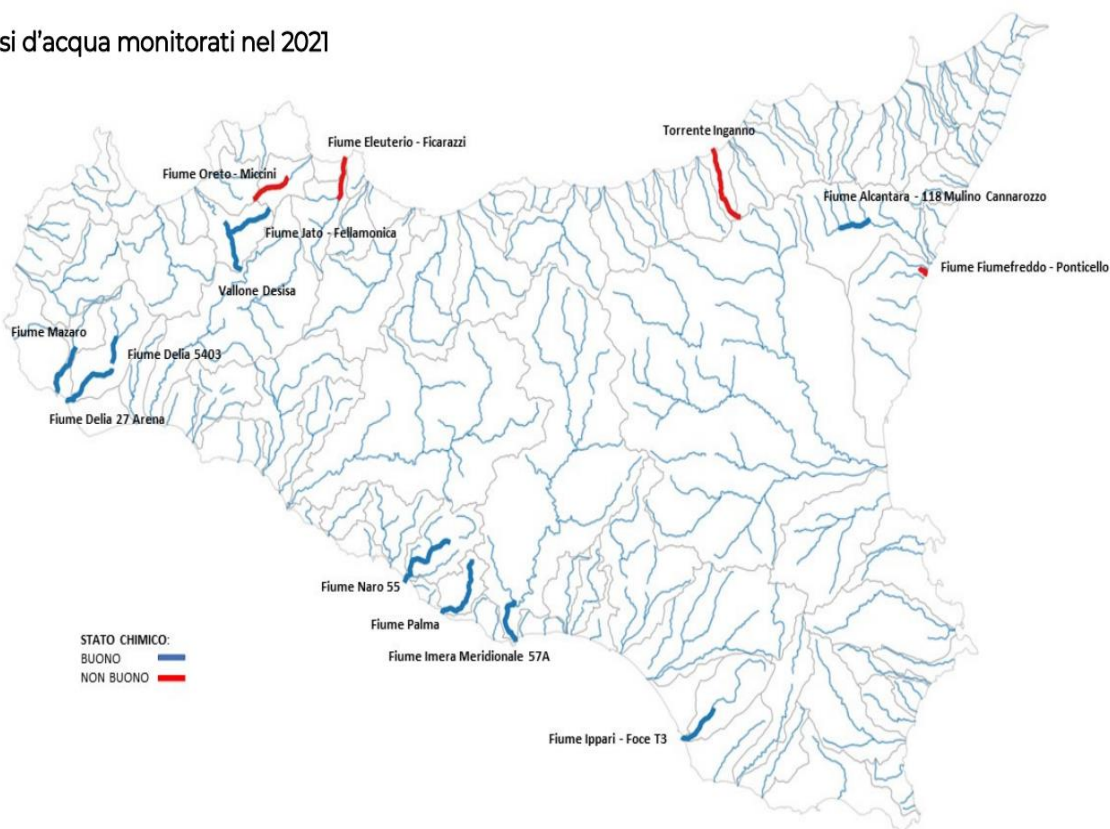 si d'acqua monitorati nel 2021
Torrente Inganno
Fiume Eleuterio - Ficarazzi
Fiume Oreto - Miccini
Fiume Alcantara - 118 Mulino Cannarozzo
Fiume Jato - Fellamonica
Fiume Fiumefreddo - Ponticello
Vallone Desisa
Fiume Mazaro
Fiume Delia 5403
Fiume Delia 27 Arena
Fiume Naro 55
Fiume Palma
STATO CHIMICO:
BUONO
NON BUONO
Fiume Imera Meridionale 57A
Fiume Ippari - Foce T3